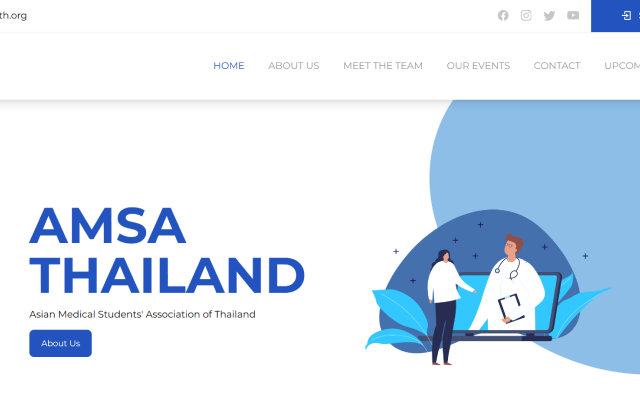 th.org
HOME ABOUT US MEET THE TEAM OUR EVENTS CONTACT UPCOM
AMSA
THAILAND
Asian Medical Students' Association of Thailand
About Us